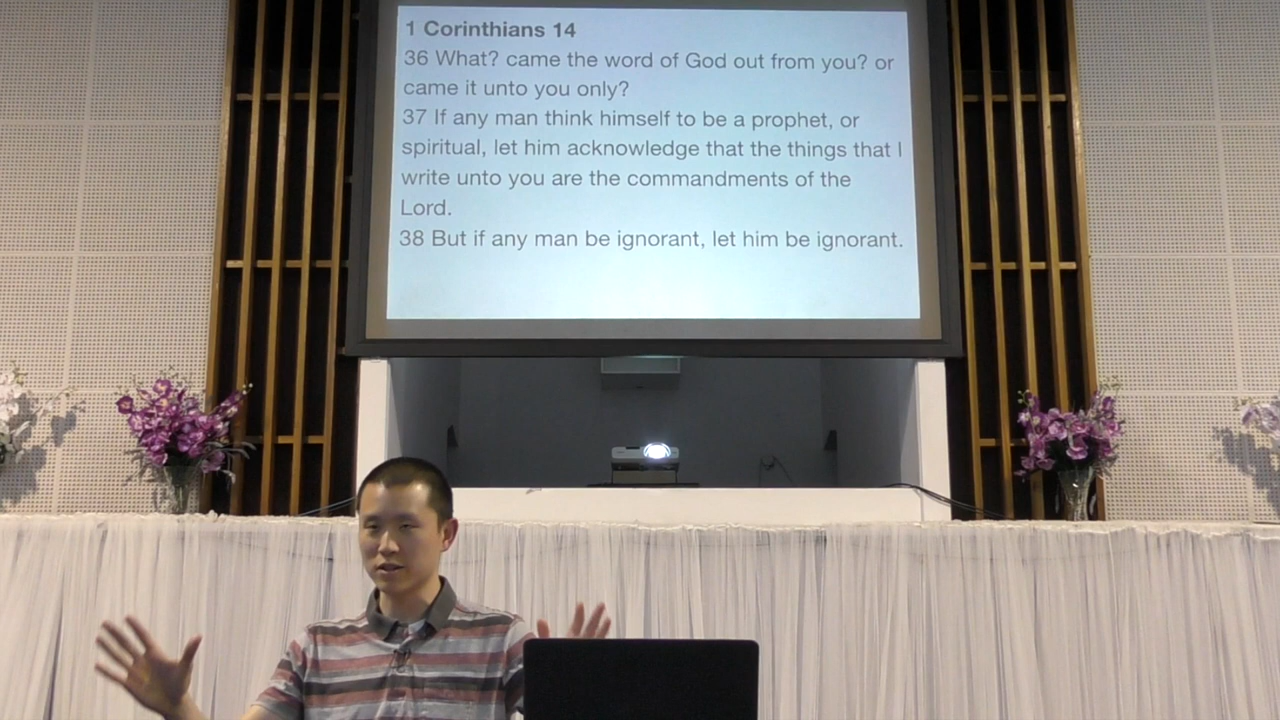 1 Corinthians 14
36 What? came the word of God out from you? or
came it unto you only?
37 If any man think himself to be a prophet, or
spiritual, let him acknowledge that the things that I
write unto you are the commandments of the
Lord.
38 But if any man be ignorant, let him be ignorant.